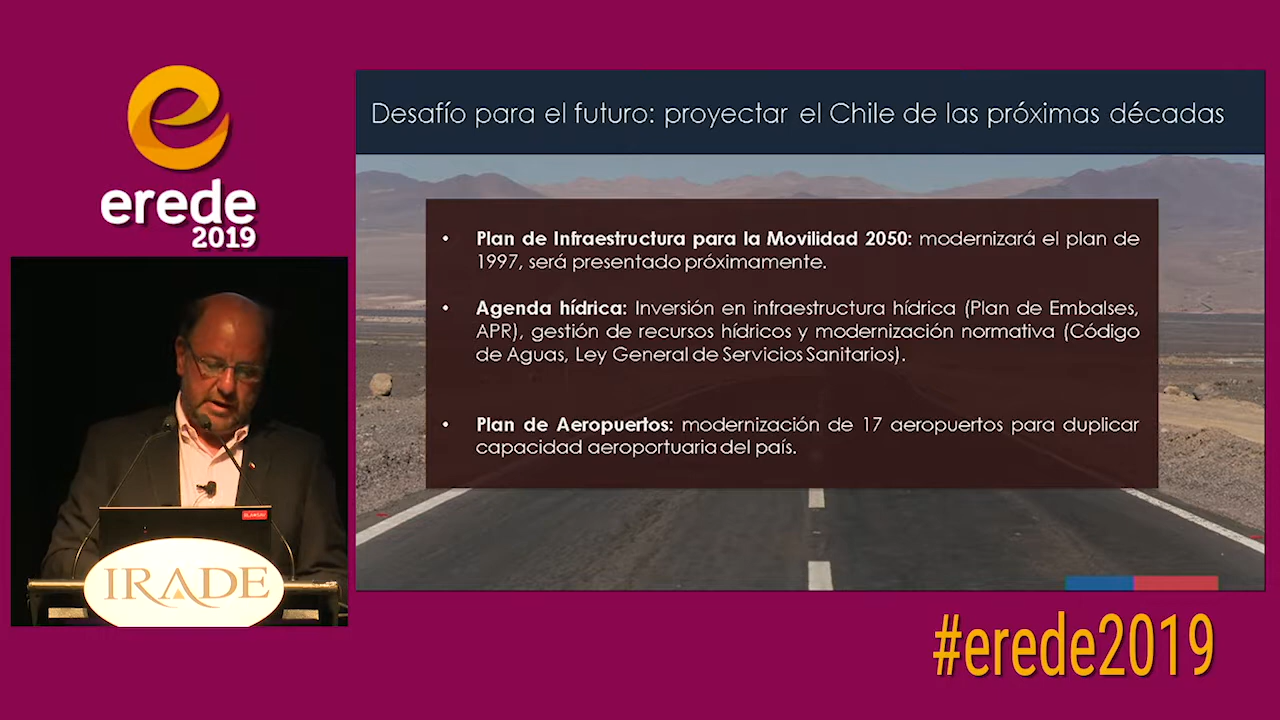 erede
2019
Desafío para el futuro: proyectar el Chile de las próximas décadas
• Plan de Infraestructura para la Movilidad 2050: modernizará el plan de
1997, será presentado próximamente.
• Agenda hídrica: Inversión en infraestructura hídrica (Plan de Embalses,
APR), gestión de recursos hídricos y modernización normativa (Código
de Aguas, Ley General de Servicios Sanitarios).
• Plan de Aeropuertos: modernización de 17 aeropuertos para duplicar
capacidad aeroportuaria del país.
IRADE
#erede2019